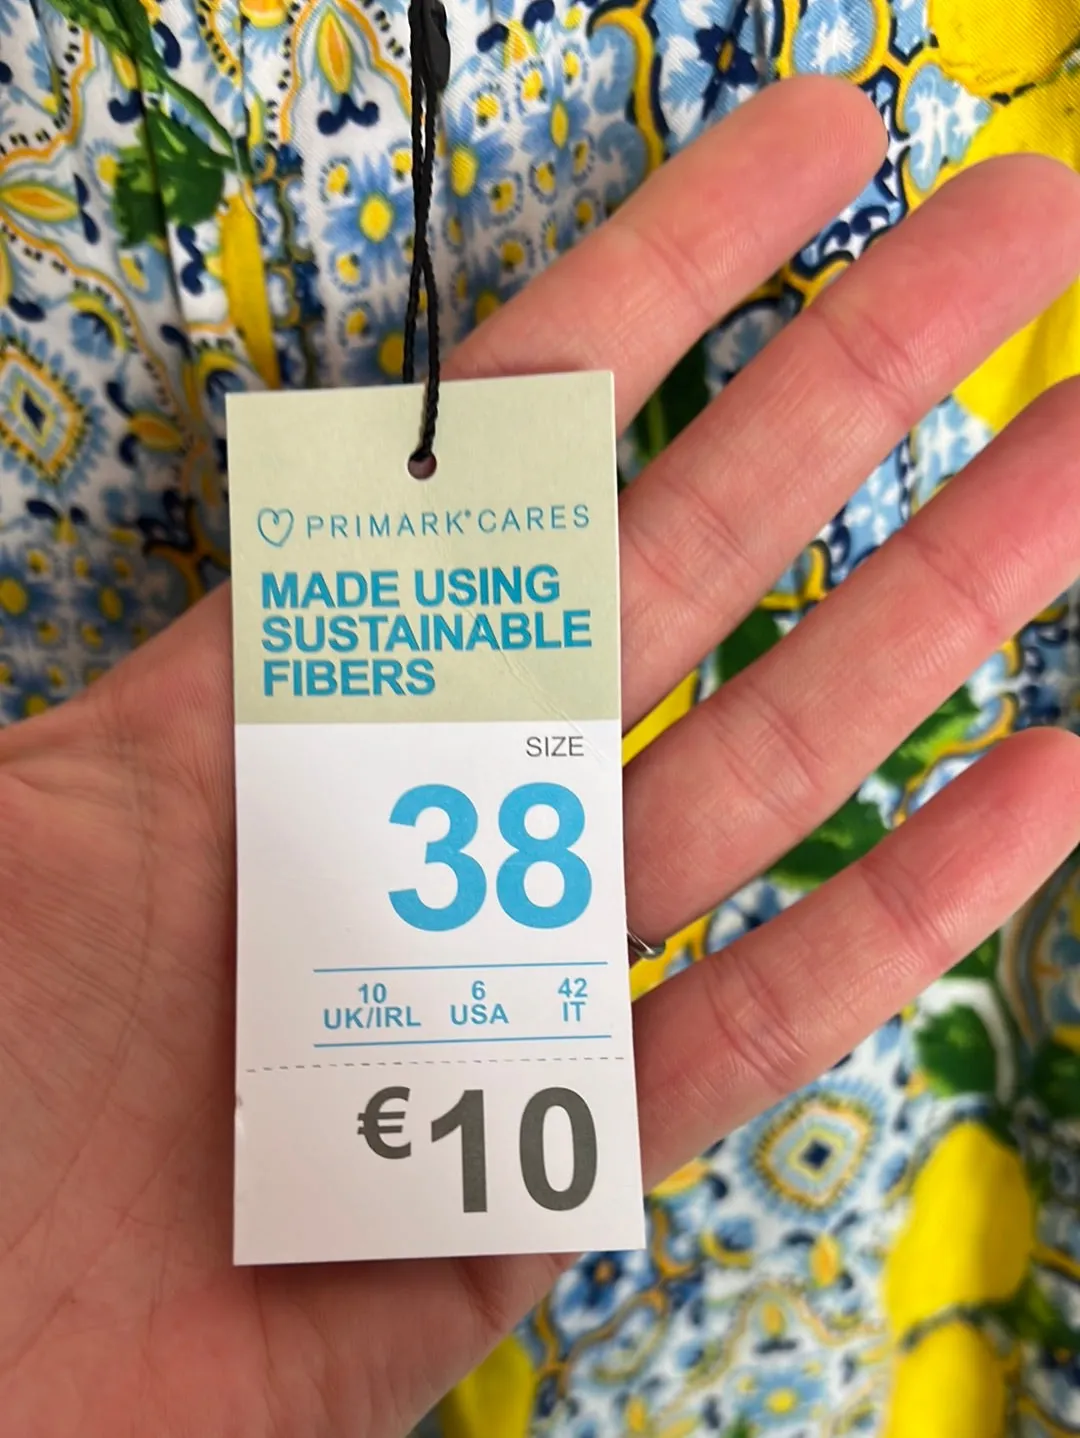 PRIMARK® CARES
MADE USING
SUSTAINABLE
FIBERS
SIZE
38
10 6 42
UK/IRL USA IT
€10